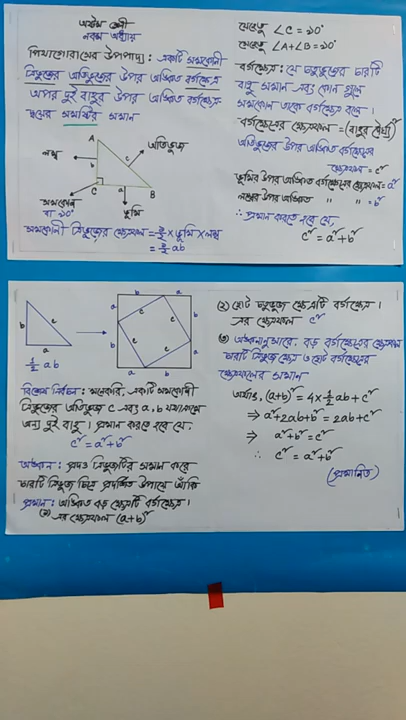 অষ্টম শ্রেণী
নবম অধ্যায়
পিথাগোরাসের উপপাদ্য: একটি সমকোণী
ত্রিভুজের অতিভুজের উপর অঙ্কিত বর্গক্ষেত্র
অপর দুই বাহুর উপর অঙ্কিত বর্গক্ষেত্র
দ্বয়ের সমষ্টির সমান
A
লম্ব
অতিভুজ
b
c
C
a
B
সমকোণ
বা ৯০°
ভূমি
সমকোণী ত্রিভুজের ক্ষেত্রফল = ½ × ভূমি × লম্ব
= ½ ab
যেহেতু ∠C = ৯০°
সেহেতু ∠A+∠B = ৯০°
বর্গক্ষেত্র: যে চতুর্ভুজের চারটি
বাহু সমান এবং কোন গুলো
সমকোণ তাকে বর্গক্ষেত্র বলে।
বর্গক্ষেত্রের ক্ষেত্রফল = (বাহুর দৈর্ঘ্য)²
অতিভুজের উপর অঙ্কিত বর্গক্ষেত্রের
ক্ষেত্রফল = c²
ভূমির উপর অঙ্কিত বর্গক্ষেত্রের ক্ষেত্রফল = a²
লম্বের উপর অঙ্কিত " " = b²
∴ প্রমাণ করতে হবে যে,
c² = a² + b²
b
c
a
½ ab
b
a
a
c
c
b
b
c
c
a
a
b
বিশেষ নির্বচন: মনেকরি, একটি সমকোণী
ত্রিভুজের অতিভুজ c এবং a, b যথাক্রমে
অন্য দুই বাহু। প্রমাণ করতে হবে যে,
c² = a² + b²
অঙ্কন: প্রদত্ত ত্রিভুজটির সমান করে
চারটি ত্রিভুজ চিত্রে প্রদর্শিত উপায়ে আঁকি
প্রমাণ: অঙ্কিত বড় ক্ষেত্রটি বর্গক্ষেত্র।
(১) এর ক্ষেত্রফল (a+b)²
(২) ছোট চতুর্ভুজ ক্ষেত্রটি বর্গক্ষেত্র।
এর ক্ষেত্রফল c²
(৩) অঙ্কনানুসারে, বড় বর্গক্ষেত্রের ক্ষেত্রফল
চারটি ত্রিভুজ ক্ষেত্র ও ছোট বর্গক্ষেত্রের
ক্ষেত্রফলের সমান
অর্থাৎ, (a+b)² = 4 × ½ ab + c²
⇒ a² + 2ab + b² = 2ab + c²
⇒ a² + b² = c²
∴ c² = a² + b²
(প্রমাণিত)